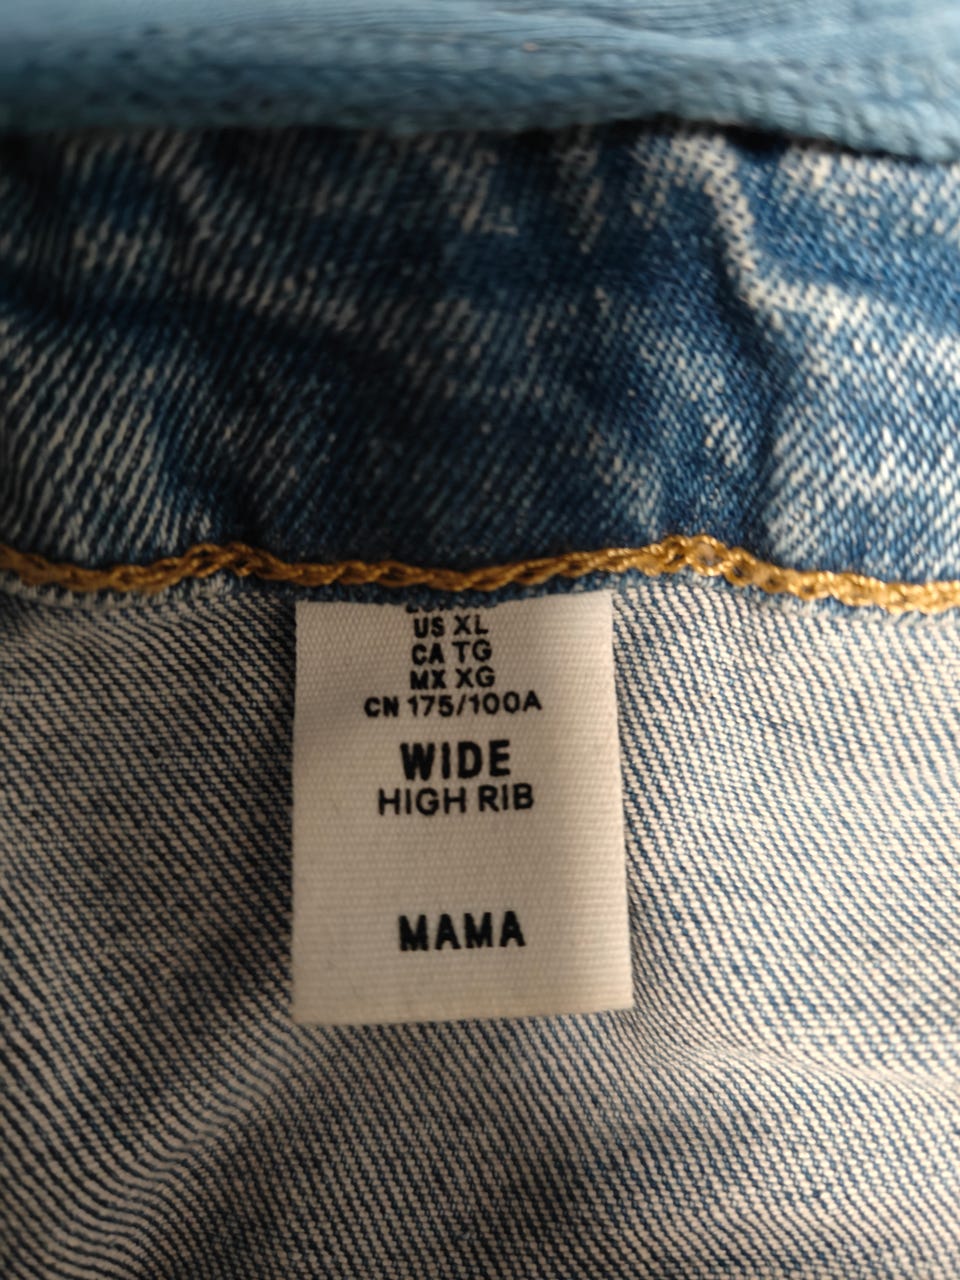 US XL
CA TG
MX XG
CN 175/100A
WIDE
HIGH RIB
MAMA